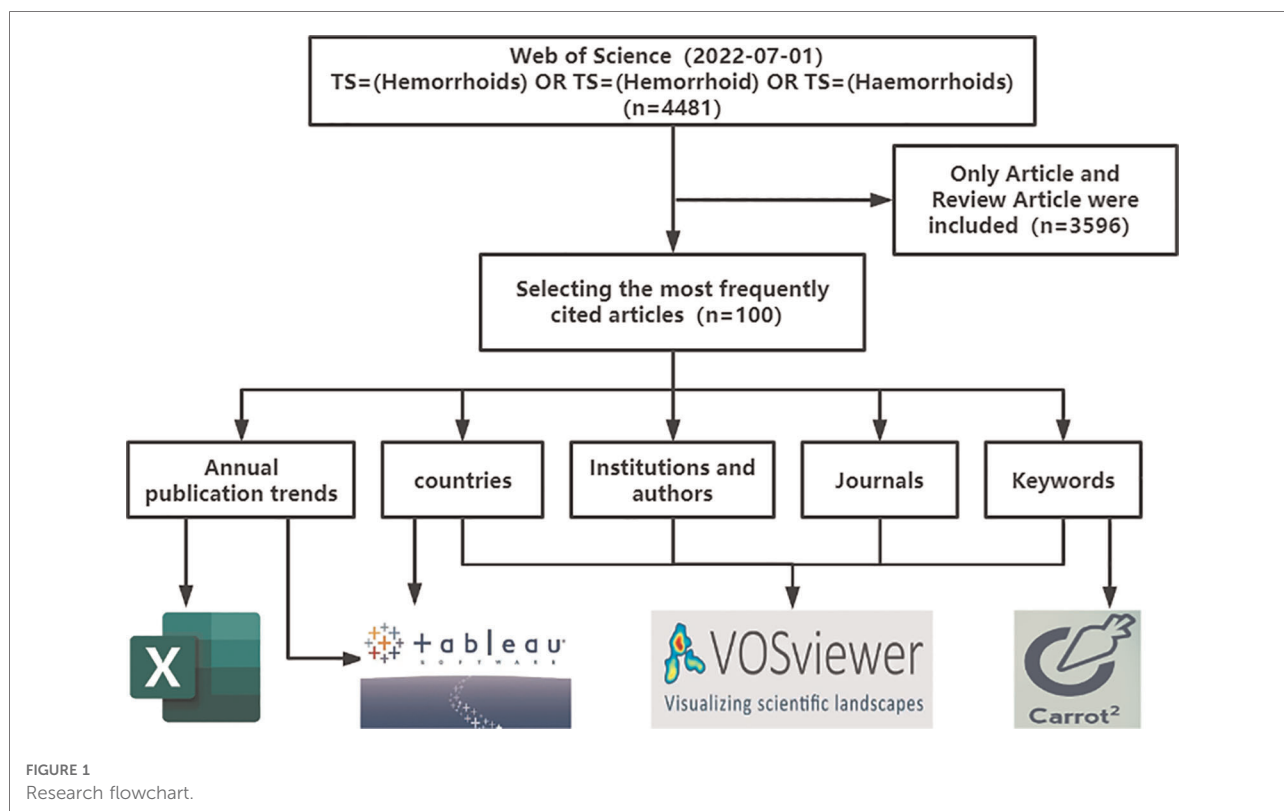 Web of Science (2022-07-01)
TS=(Hemorrhoids) OR TS=(Hemorrhoid) OR TS=(Haemorrhoids)
(n=4481)
Only Article and
Review Article were
included (n=3596)
Selecting the most frequently
cited articles (n=100)
Annual
publication trends
countries
Institutions and
authors
Journals
Keywords
X
tableau
SOFTWARE
VOSviewer
Visualizing scientific landscapes
Carrot²
FIGURE 1
Research flowchart.